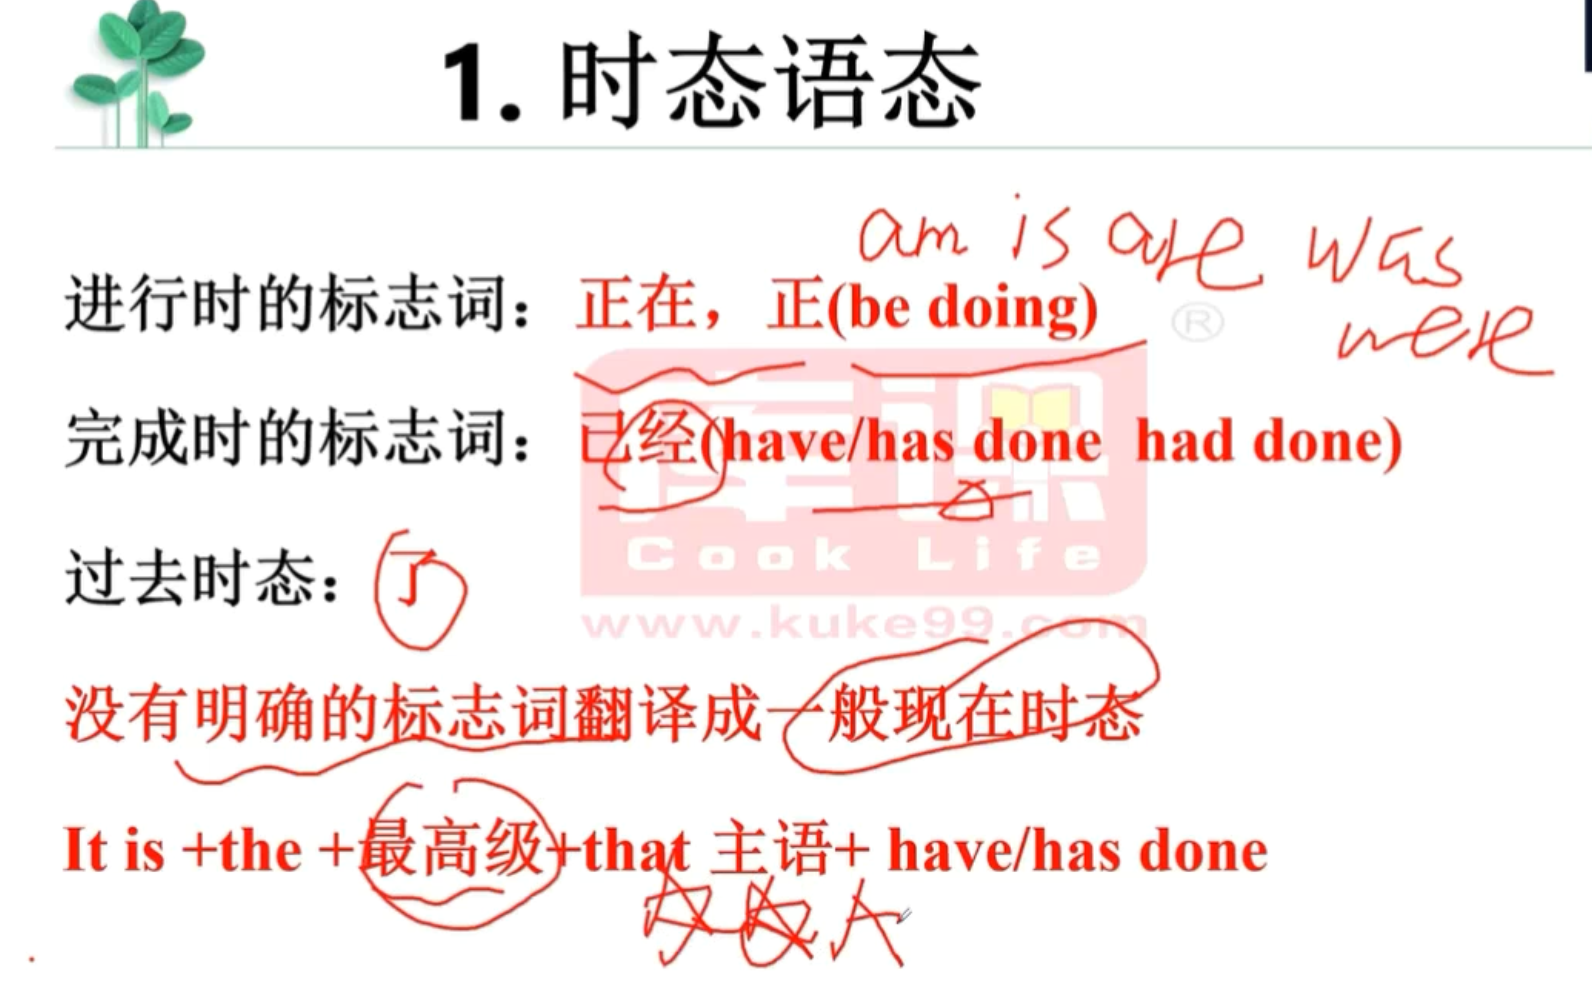 1. 时态语态
am is are was
进行时的标志词：正在，正(be doing)
®
were
完成时的标志词：已经(have/has done had done)
库课
Cook Life
过去时态：了
www.kuke99.com
没有明确的标志词翻译成一般现在时态
It is +the +最高级+that 主语+ have/has done